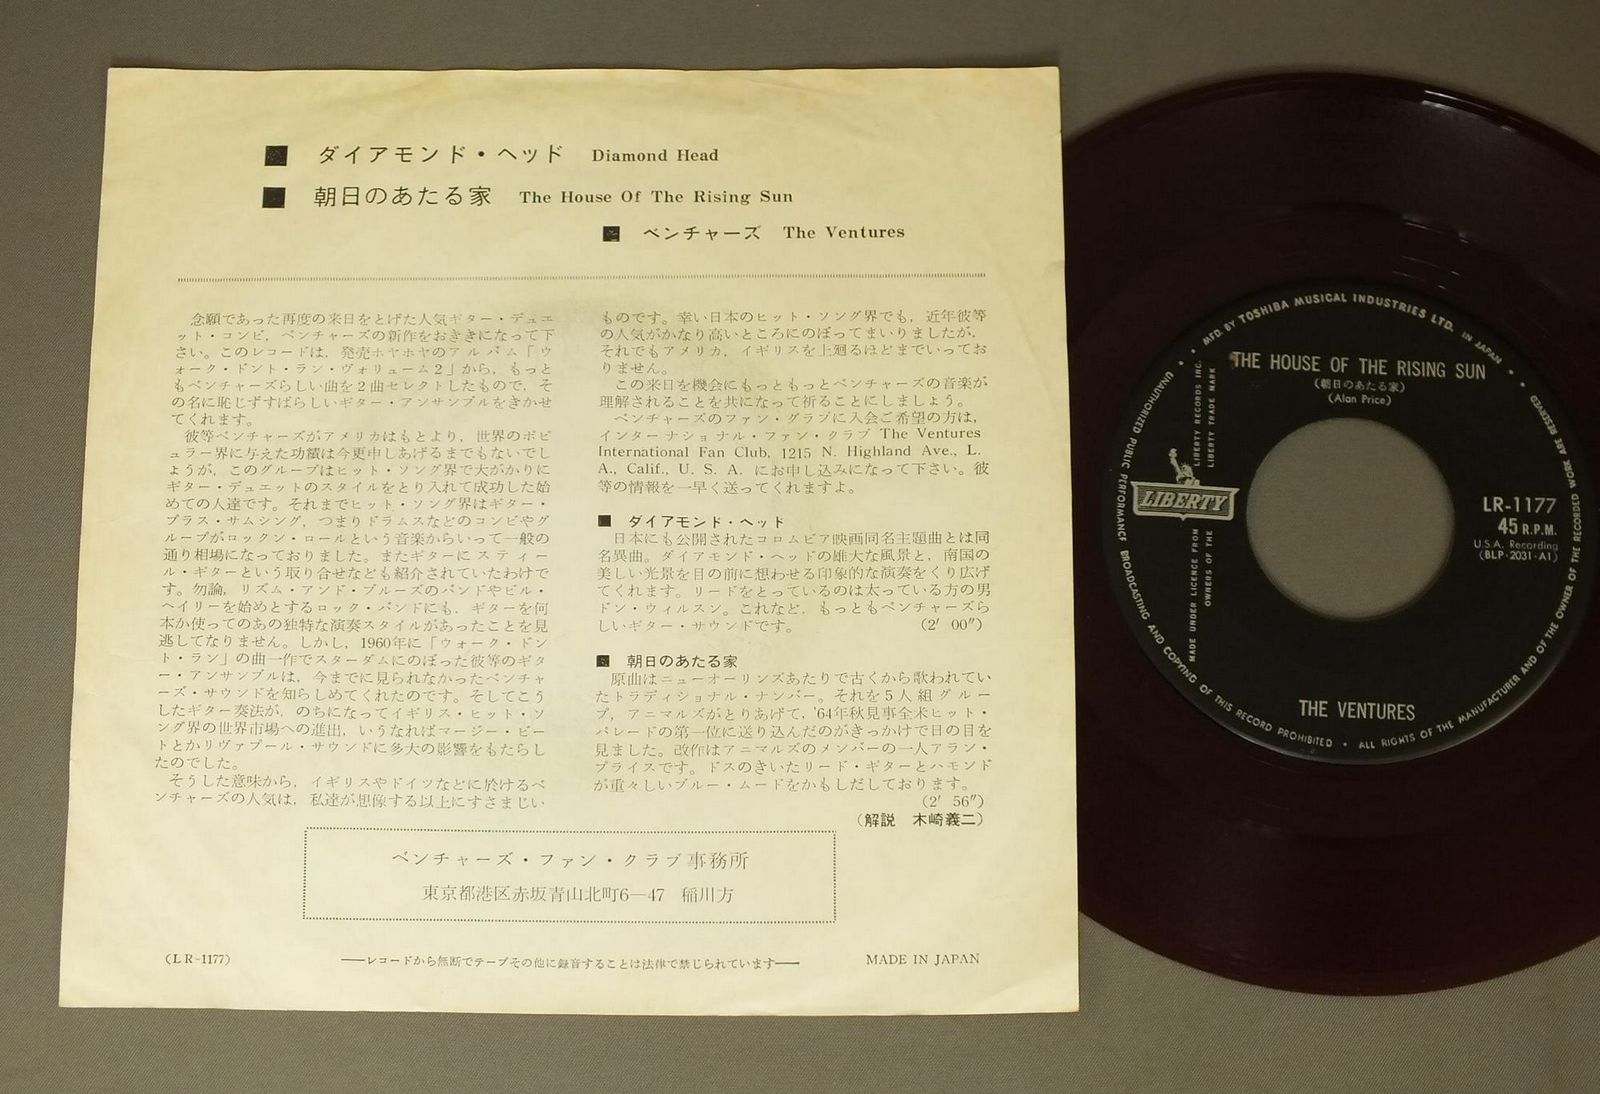 ■ ダイアモンド・ヘッド Diamond Head
■ 朝日のあたる家 The House Of The Rising Sun
■ ベンチャーズ The Ventures
念願であった再度の来日をとげた人気ギター・デュエ
ット・コンビ，ベンチャーズの新作をおききになって下
さい。このレコードは，発売ホヤホヤのアルバム「ウ
ォーク・ドント・ラン・ヴォリューム2」から，もっと
もベンチャーズらしい曲を2曲セレクトしたもので，そ
の名に恥じずすばらしいギター・アンサンブルをきかせ
てくれます。
彼等ベンチャーズがアメリカはもとより，世界のポピ
ュラー界に与えた功績は今更申しあげるまでもないでし
ょうが，このグループはヒット・ソング界で大がかりに
ギター・デュエットのスタイルをとり入れて成功した始
めての人達です。それまでヒット・ソング界はギター・
プラス・サムシング，つまりドラムスなどのコンビやグ
ループがロックン・ロールという音楽からいって一般の
通り相場になっておりました。またギターにスティー
ル・ギターという取り合せなども紹介されていたわけで
す。勿論，リズム・アンド・ブルーズのバンドやビル・
ヘイリーを始めとするロック・バンドにも，ギターを何
本か使ってのあの独特な演奏スタイルがあったことを見
逃してなりません。しかし，1960年に「ウォーク・ドン
ト・ラン」の曲一作でスターダムにのぼった彼等のギタ
ー・アンサンブルは，今までに見られなかったベンチャ
ーズ・サウンドを知らしめてくれたのです。そしてこう
したギター奏法が，のちになってイギリス・ヒット・ソ
ング界の世界市場への進出，いうなればマージー・ビー
トとかリヴァプール・サウンドに多大の影響をもたらし
たのでした。
そうした意味から，イギリスやドイツなどに於けるベ
ンチャーズの人気は，私達が想像する以上にすさまじい
ものです。幸い日本のヒット・ソング界でも，近年彼等
の人気がかなり高いところにのぼってまいりましたが，
それでもアメリカ，イギリスを上廻るほどまでいってお
りません。
この来日を機会にもっともっとベンチャーズの音楽が
理解されることを共になって祈ることにしましょう。
ベンチャーズのファン・グラブに入会ご希望の方は，
インターナショナル・ファン・クラブ The Ventures
International Fan Club, 1215 N. Highland Ave., L.
A., Calif., U. S. A. にお申し込みになって下さい。彼
等の情報を一早く送ってくれますよ。
■ ダイアモンド・ヘッド
日本にも公開されたコロムビア映画同名主題曲とは同
名異曲。ダイアモンド・ヘッドの雄大な風景と，南国の
美しい光景を目の前に想わせる印象的な演奏をくり広げ
てくれます。リードをとっているのは太っている方の男
ドン・ウィルスン。これなど，もっともベンチャーズら
しいギター・サウンドです。 (2′ 00″)
■ 朝日のあたる家
原曲はニューオーリンズあたりで古くから歌われてい
たトラディショナル・ナンバー。それを5人組グルー
プ，アニマルズがとりあげて，'64年秋見事全米ヒット・
パレードの第一位に送り込んだのがきっかけで日の目を
見ました。改作はアニマルズのメンバーの一人アラン・
プライスです。ドスのきいたリード・ギターとハモンド
が重々しいブルー・ムードをかもしだしております。
(2′ 56″)
(解説 木崎義二)
ベンチャーズ・ファン・クラブ事務所
東京都港区赤坂青山北町6―47 稲川方
(LR-1177)
――レコードから無断でテープその他に録音することは法律で禁じられています――
MADE IN JAPAN
MFD. BY TOSHIBA MUSICAL INDUSTRIES LTD. IN JAPAN
THE HOUSE OF THE RISING SUN
(朝日のあたる家)
(Alan Price)
LIBERTY RECORDS INC.
LIBERTY TRADE MARK
LIBERTY
MADE UNDER LICENCE FROM
OWNERS OF THE
LR-1177
45 R.P.M.
U.S.A. Recording
(BLP-2031-A1)
THE VENTURES
UNAUTHORIZED PUBLIC PERFORMANCE BROADCASTING AND COPYING OF THIS RECORD PROHIBITED • ALL RIGHTS OF THE MANUFACTURER AND OF THE OWNER OF THE RECORDED WORK ARE RESERVED